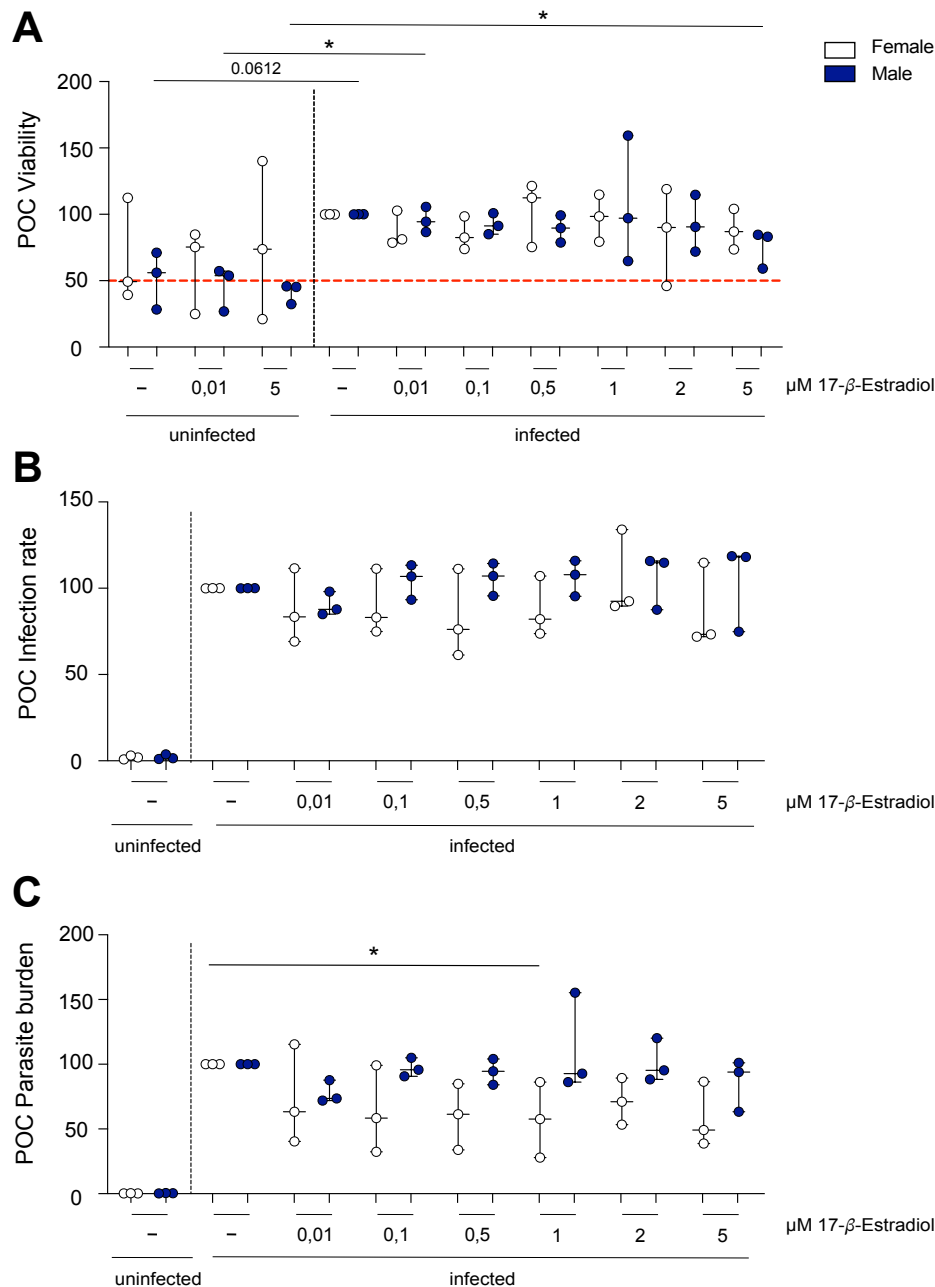 A
*
*
0.0612
Female
Male
POC Viability
200
150
100
50
0
– 0,01 5 – 0,01 0,1 0,5 1 2 5 µM 17-β-Estradiol
uninfected infected
B
POC Infection rate
150
100
50
0
– – 0,01 0,1 0,5 1 2 5 µM 17-β-Estradiol
uninfected infected
C
POC Parasite burden
200
150
100
50
0
*
– – 0,01 0,1 0,5 1 2 5 µM 17-β-Estradiol
uninfected infected